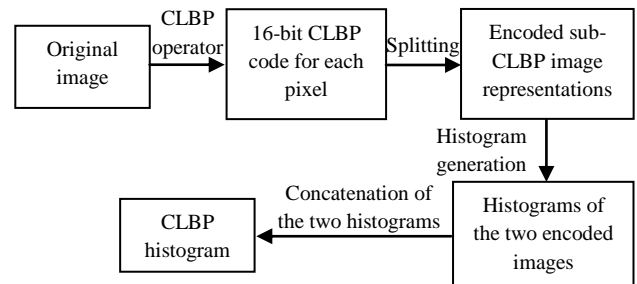 Original
image
CLBP
operator
16-bit CLBP
code for each
pixel
Splitting
Encoded sub-
CLBP image
representations
Histogram
generation
Histograms of
the two encoded
images
Concatenation of
the two histograms
CLBP
histogram